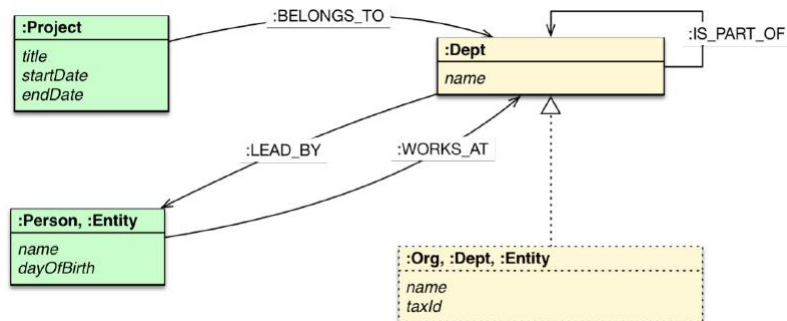 :BELONGS_TO
:Project
title
startDate
endDate
:Dept
name
:IS_PART_OF
:LEAD_BY
:WORKS_AT
:Person, :Entity
name
dayOfBirth
:Org, :Dept, :Entity
name
taxId